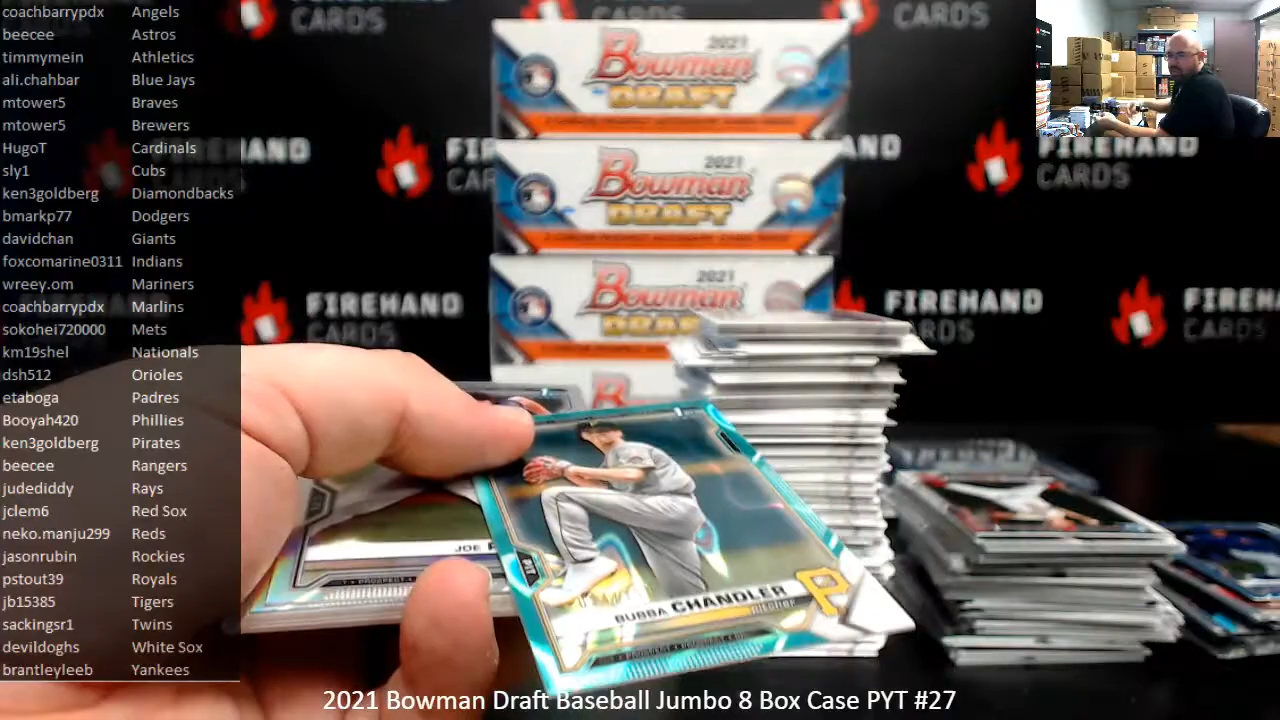 coachbarrypdx Angels
beecee Astros
timmymein Athletics
ali.chahbar Blue Jays
mtower5 Braves
mtower5 Brewers
HugoT Cardinals
sly1 Cubs
ken3goldberg Diamondbacks
bmarkp77 Dodgers
davidchan Giants
foxcomarine0311 Indians
wreey.om Mariners
coachbarrypdx Marlins
sokohei720000 Mets
km19shel Nationals
dsh512 Orioles
etaboga Padres
Booyah420 Phillies
ken3goldberg Pirates
beecee Rangers
judediddy Rays
jclem6 Red Sox
neko.manju299 Reds
jasonrubin Rockies
pstout39 Royals
jb15385 Tigers
sackingsr1 Twins
devildoghs White Sox
brantleyleeb Yankees
CARDS
CARDS
FIREHAND
CARDS
FIREHAND
CARDS
FIREHAND
CARDS
2021
Bowman
DRAFT
2021
Bowman
DRAFT
2021
Bowman
JOE
PIT
BUBBA CHANDLER
PITCHER
P
2021 Bowman Draft Baseball Jumbo 8 Box Case PYT #27